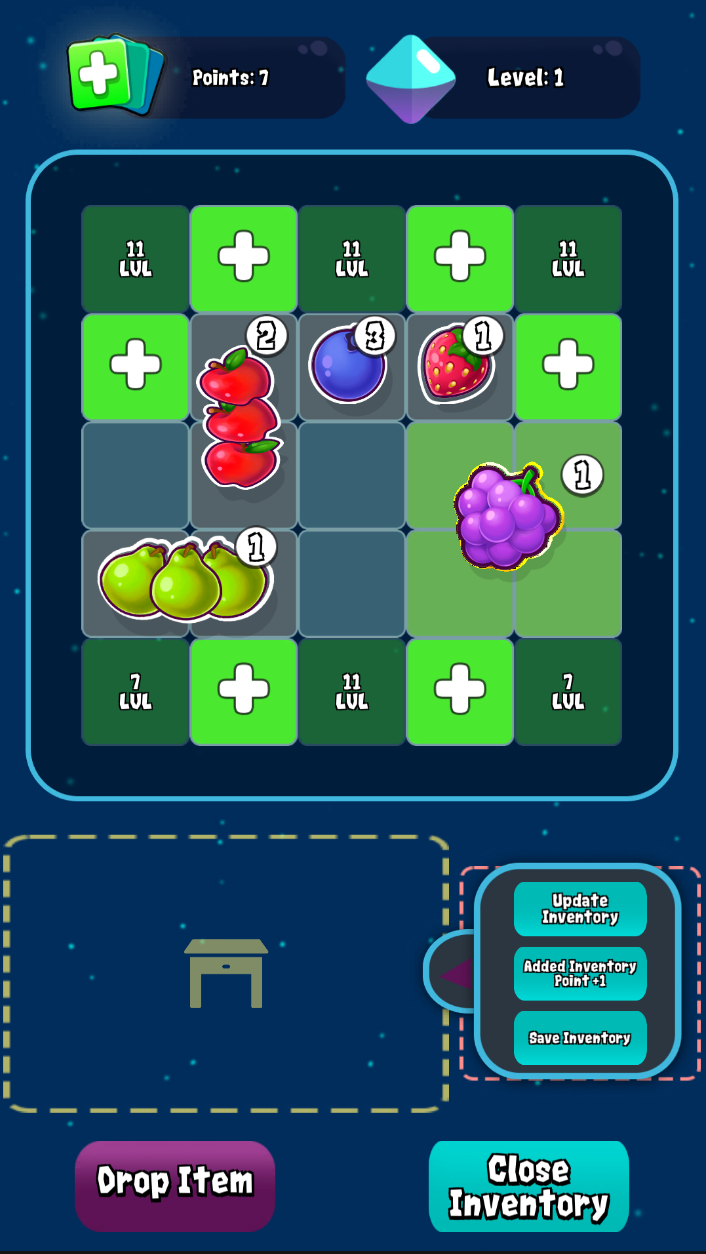 Points: 7
Level: 1
11
LVL
11
LVL
11
LVL
2
3
1
1
1
7
LVL
11
LVL
7
LVL
Update
Inventory
Added Inventory
Point +1
Save Inventory
Drop Item
Close
Inventory